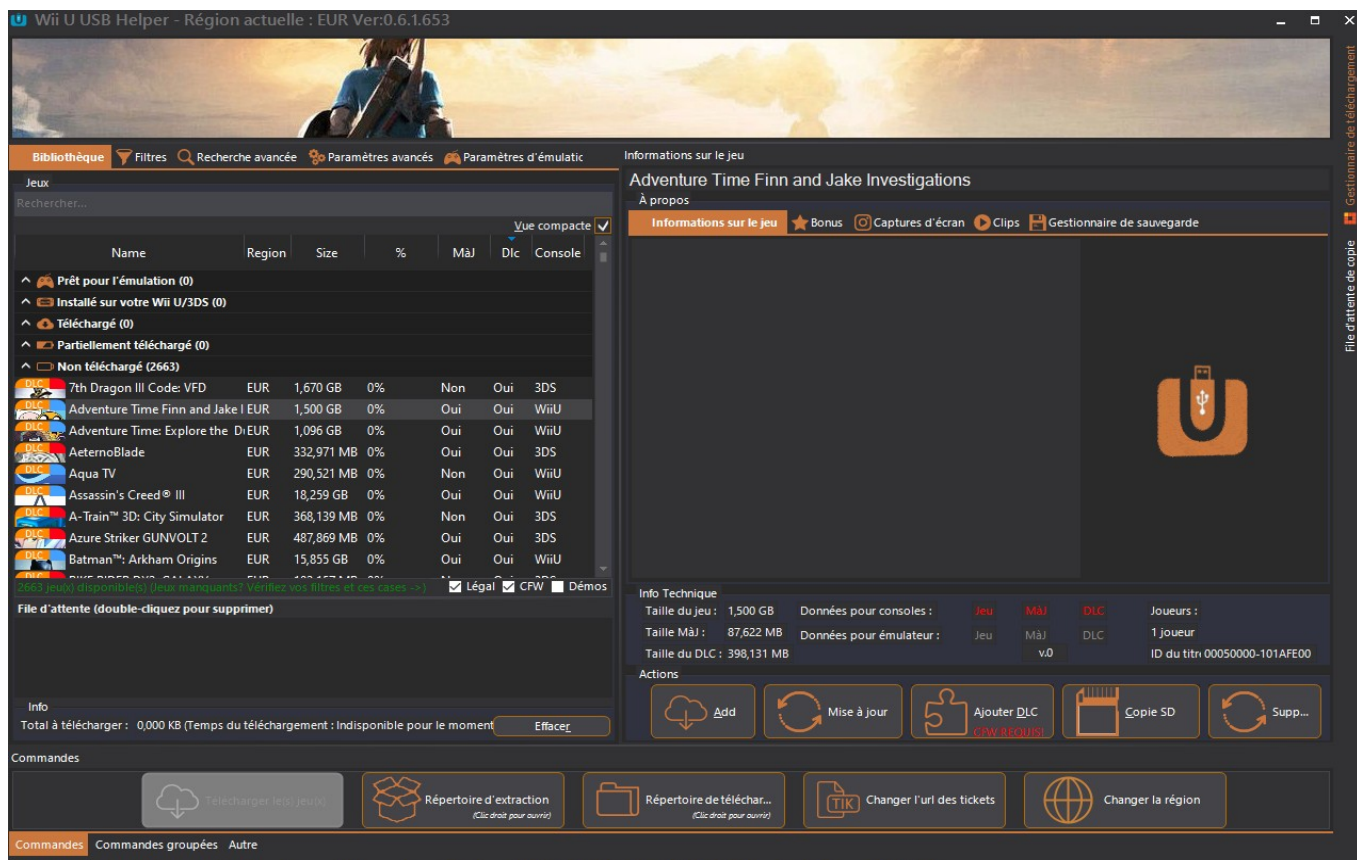 Wii U USB Helper - Région actuelle : EUR Ver:0.6.1.653
Gestionnaire de téléchargement
File d'attente de copie
Bibliothèque Filtres Recherche avancée Paramètres avancés Paramètres d'émulatic
Jeux
Rechercher...
Vue compacte
Name Region Size % MàJ Dlc Console
Prêt pour l'émulation (0)
Installé sur votre Wii U/3DS (0)
Téléchargé (0)
Partiellement téléchargé (0)
Non téléchargé (2663)
DLC 7th Dragon III Code: VFD EUR 1,670 GB 0% Non Oui 3DS
DLC Adventure Time Finn and Jake I EUR 1,500 GB 0% Oui Oui WiiU
DLC Adventure Time: Explore the D EUR 1,096 GB 0% Oui Oui WiiU
DLC AeternoBlade EUR 332,971 MB 0% Oui Oui 3DS
DLC Aqua TV EUR 290,521 MB 0% Non Oui WiiU
DLC Assassin's Creed® III EUR 18,259 GB 0% Oui Oui WiiU
DLC A-Train™ 3D: City Simulator EUR 368,139 MB 0% Non Oui 3DS
DLC Azure Striker GUNVOLT 2 EUR 487,869 MB 0% Oui Oui 3DS
DLC Batman™: Arkham Origins EUR 15,855 GB 0% Oui Oui WiiU
2663 jeu(x) disponible(s) (Jeux manquants? Vérifiez vos filtres et ces cases ->) Légal CFW Démos
File d'attente (double-cliquez pour supprimer)
Info
Total à télécharger : 0,000 KB (Temps du téléchargement : Indisponible pour le moment Effacer
Informations sur le jeu
Adventure Time Finn and Jake Investigations
À propos
Informations sur le jeu Bonus Captures d'écran Clips Gestionnaire de sauvegarde
Info Technique
Taille du jeu : 1,500 GB Données pour consoles : Jeu MàJ DLC Joueurs :
Taille MàJ : 87,622 MB Données pour émulateur : Jeu MàJ DLC 1 joueur
Taille du DLC : 398,131 MB v.0 ID du titr 00050000-101AFE00
Actions
Add Mise à jour Ajouter DLC Copie SD Supp...
CFW REQUIS!
Commandes
Télécharger le(s) jeu(x) Répertoire d'extraction Répertoire de téléchar... TIK Changer l'url des tickets Changer la région
(Clic droit pour ouvrir) (Clic droit pour ouvrir)
Commandes Commandes groupées Autre